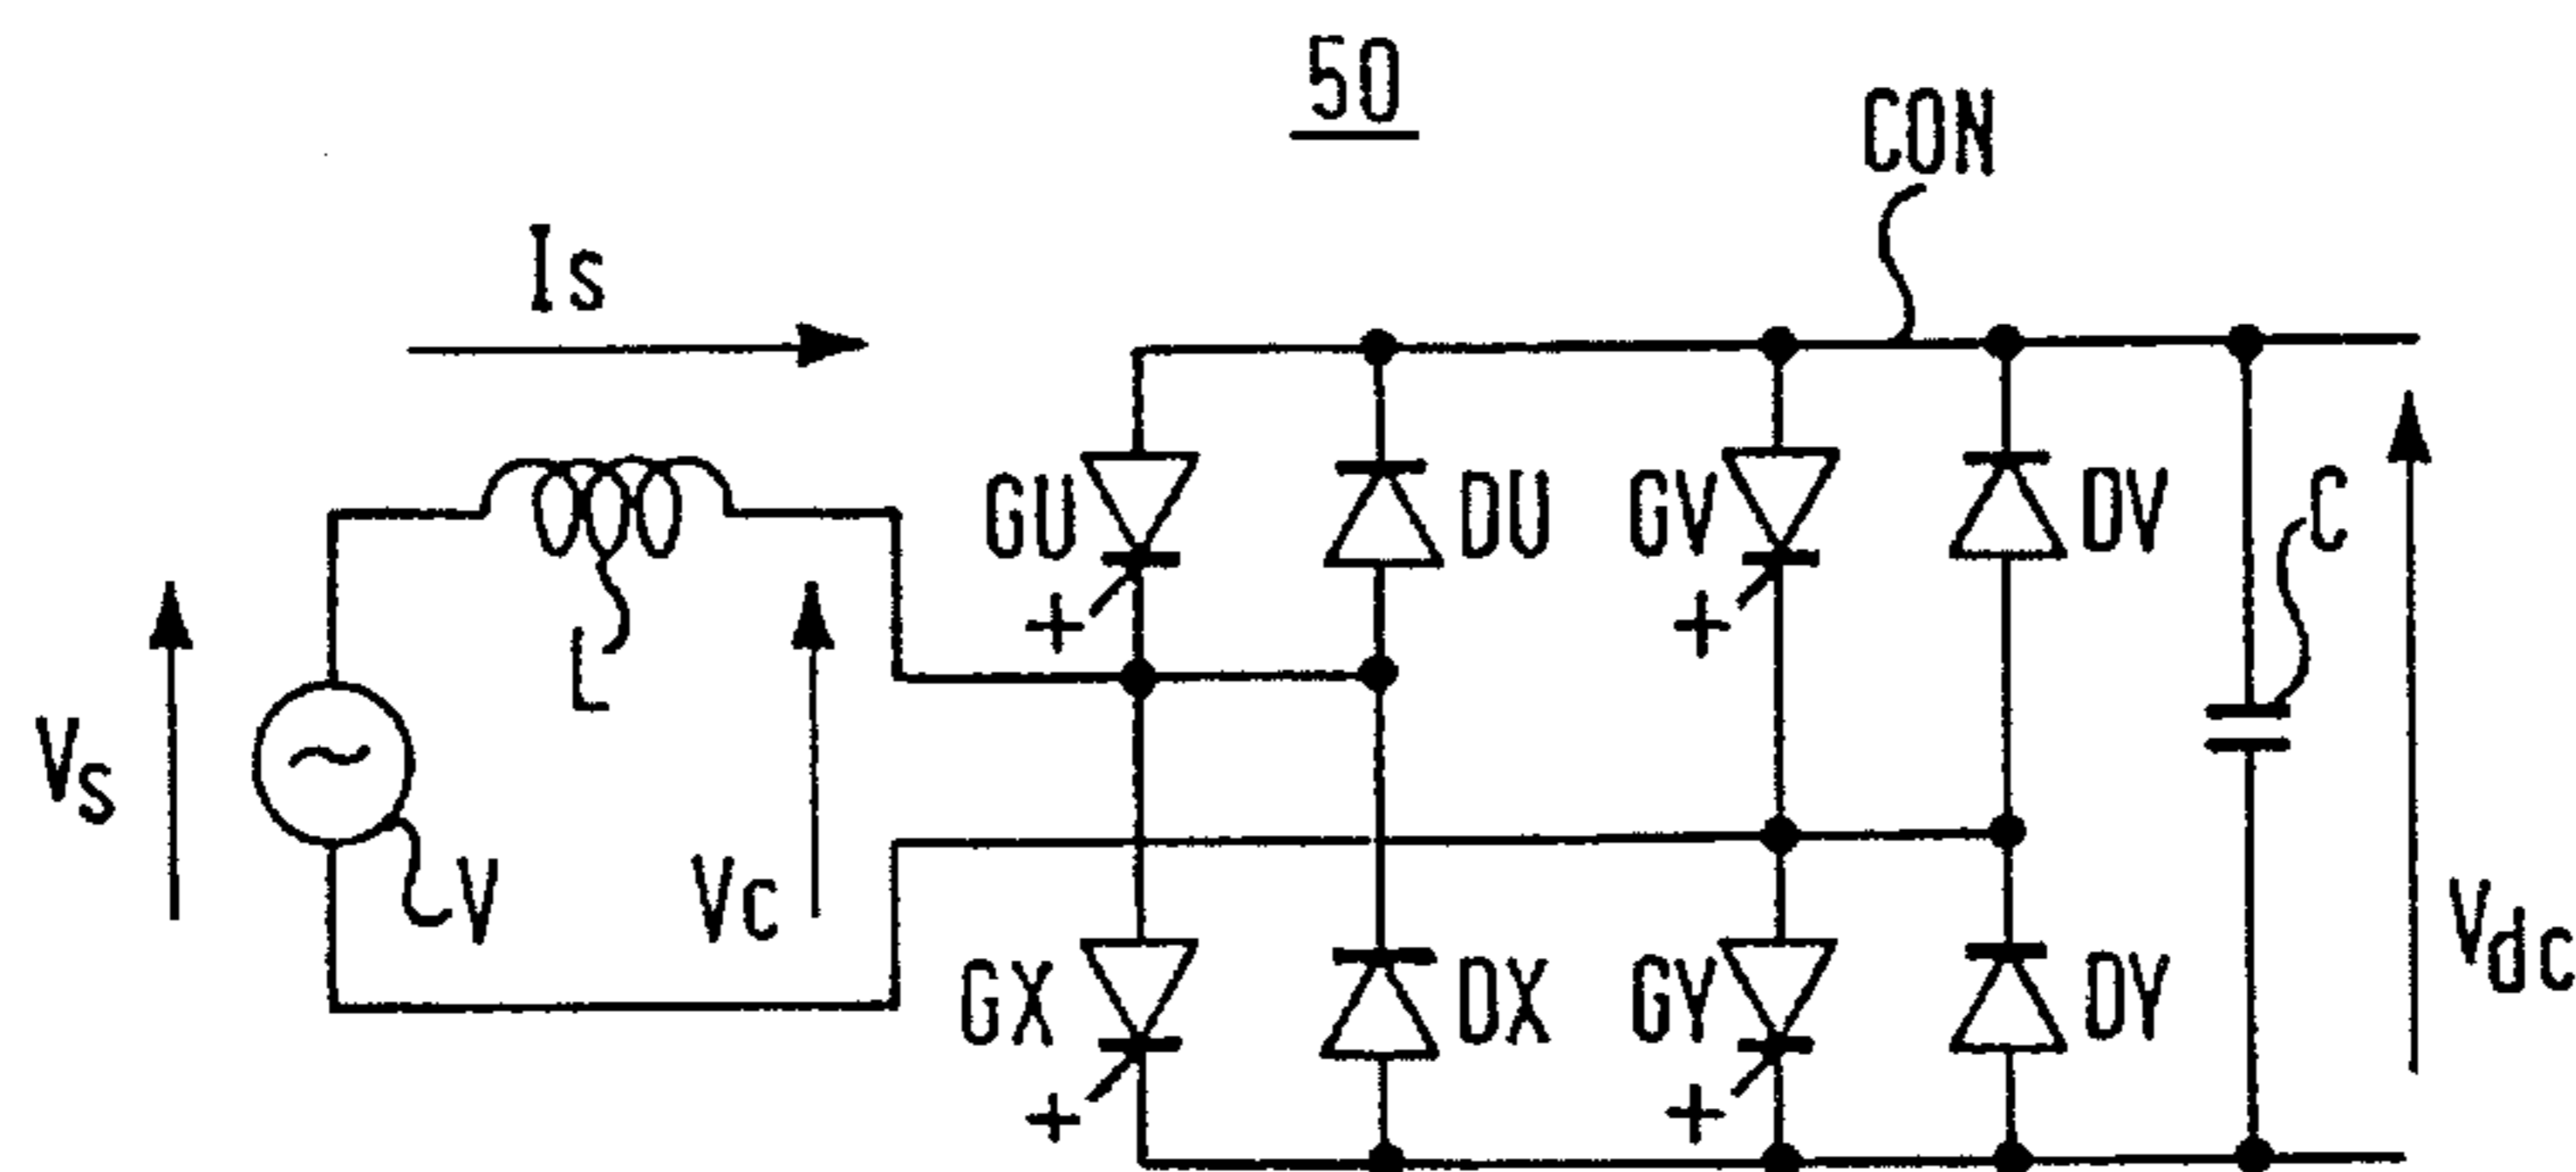 50
CON
Is
GU
DU
GV
DV
C
+
+
L
Vs
V
Vc
Vdc
GX
DX
GY
DY
+
+